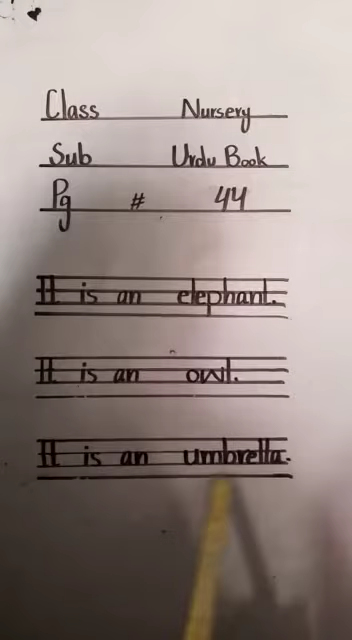 Class Nursery
Sub Urdu Book
Pg # 44
It is an elephant.
It is an owl.
It is an umbrella.